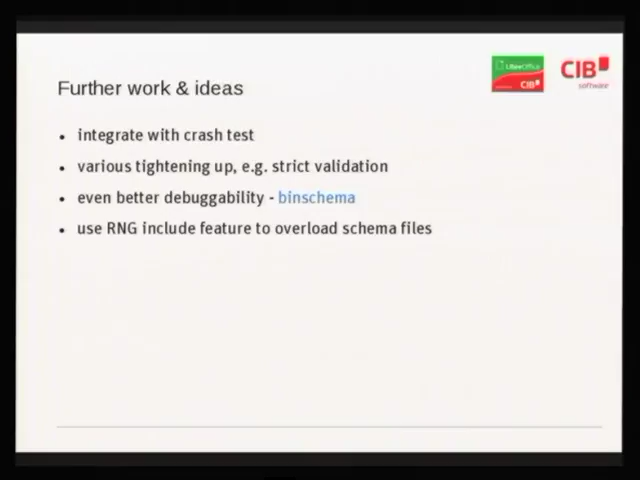 LibreOffice
CIB
CIB
software
Further work & ideas
• integrate with crash test
• various tightening up, e.g. strict validation
• even better debuggability - binschema
• use RNG include feature to overload schema files